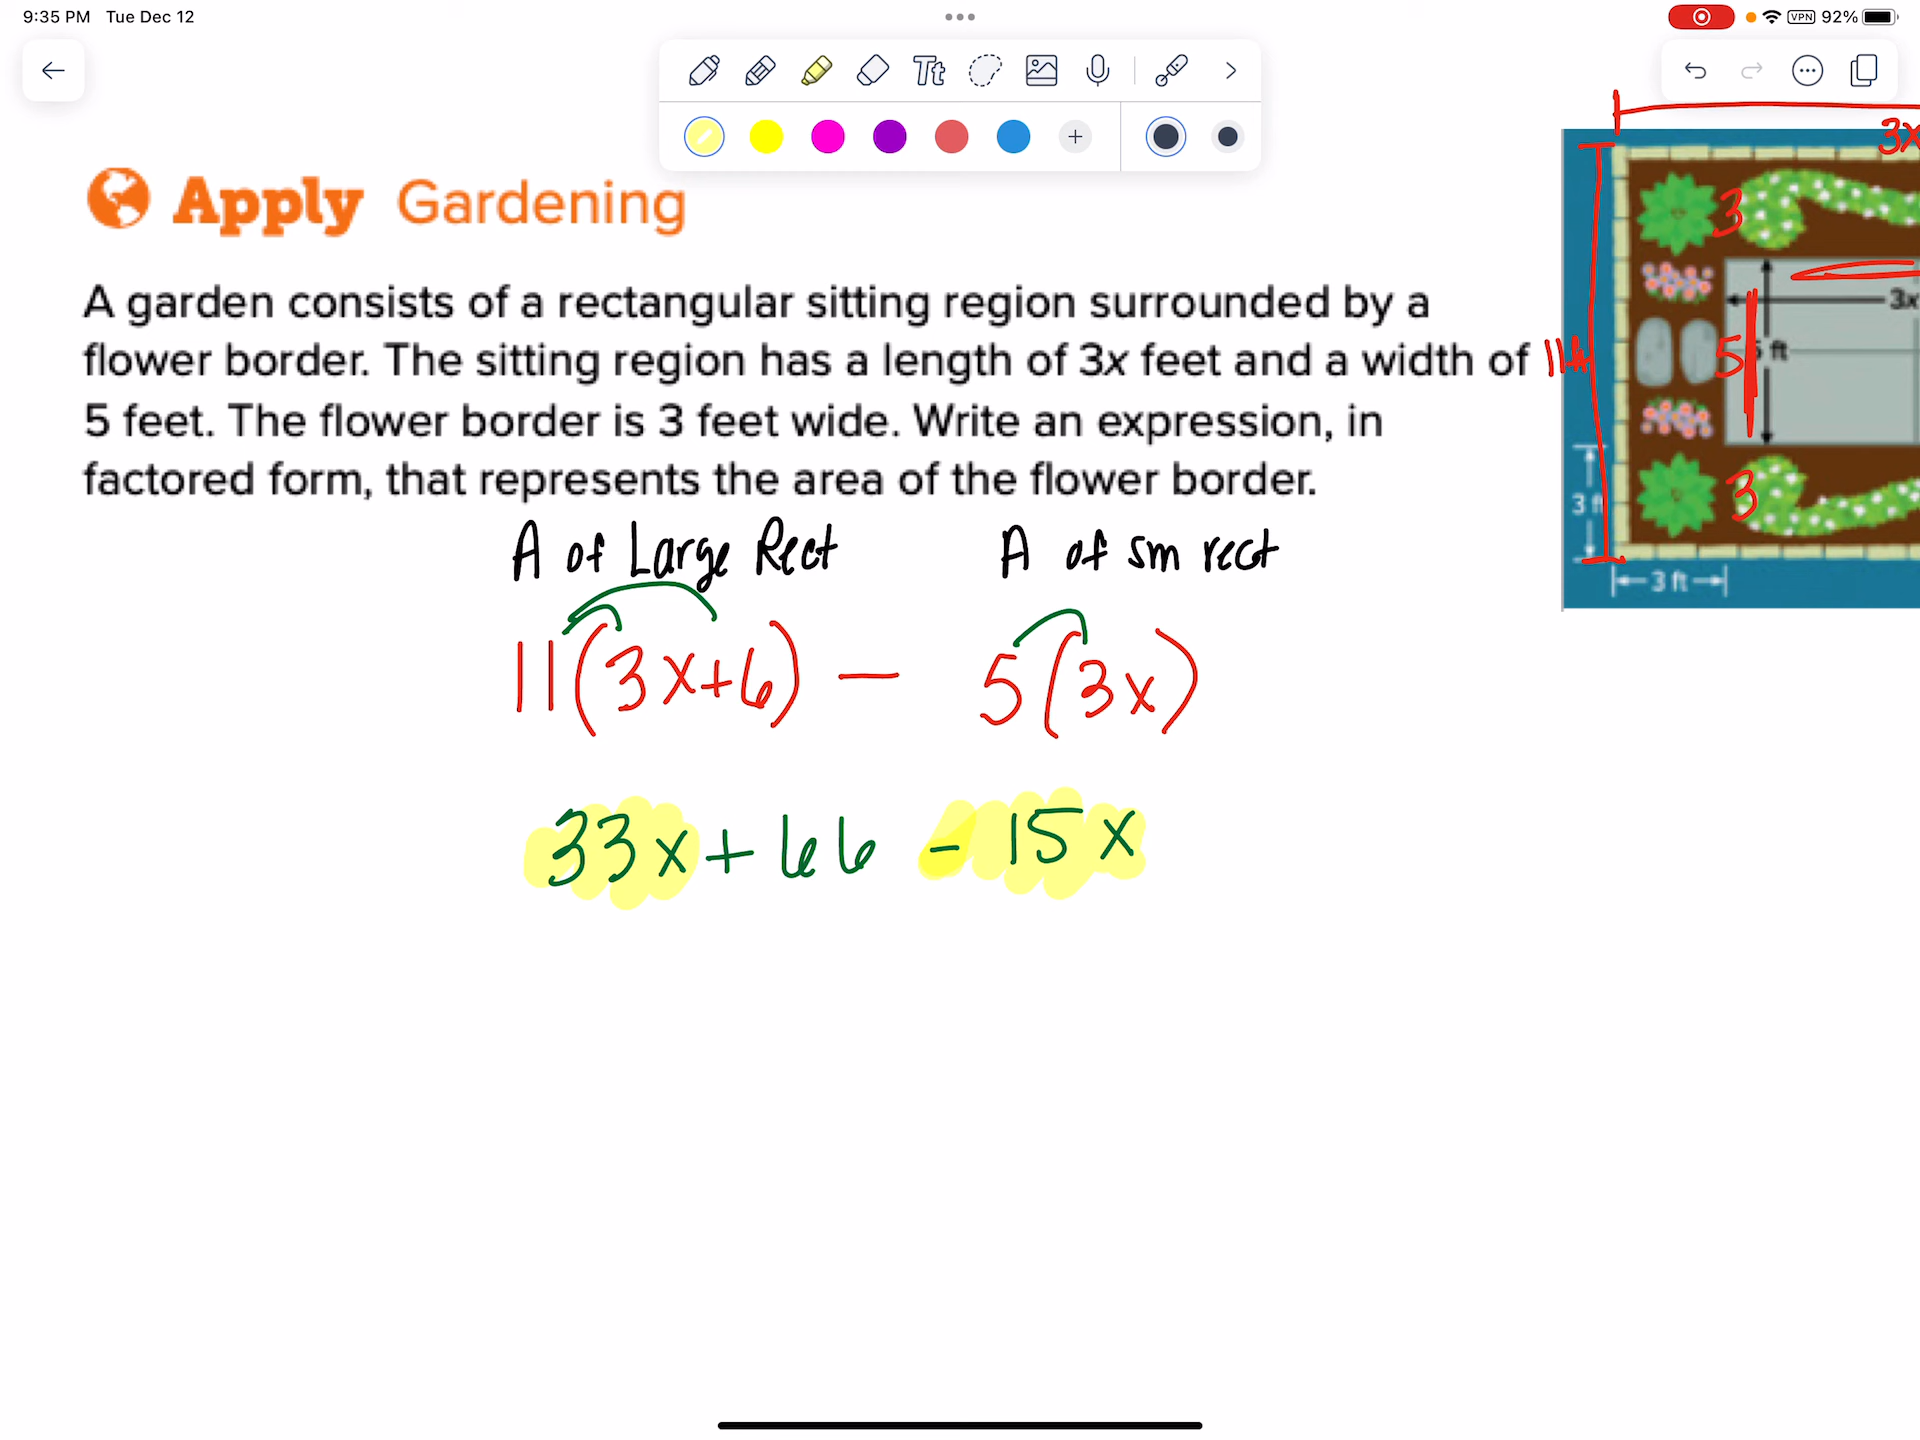 9:35 PM Tue Dec 12
VPN 92%
Tt
Apply Gardening
A garden consists of a rectangular sitting region surrounded by a
flower border. The sitting region has a length of 3x feet and a width of
5 feet. The flower border is 3 feet wide. Write an expression, in
factored form, that represents the area of the flower border.
3x
3
3x
11
5 ft
5
3
3 ft
3 ft
A of Large Rect A of sm rect
11(3x+6) - 5(3x)
33x+66 - 15x